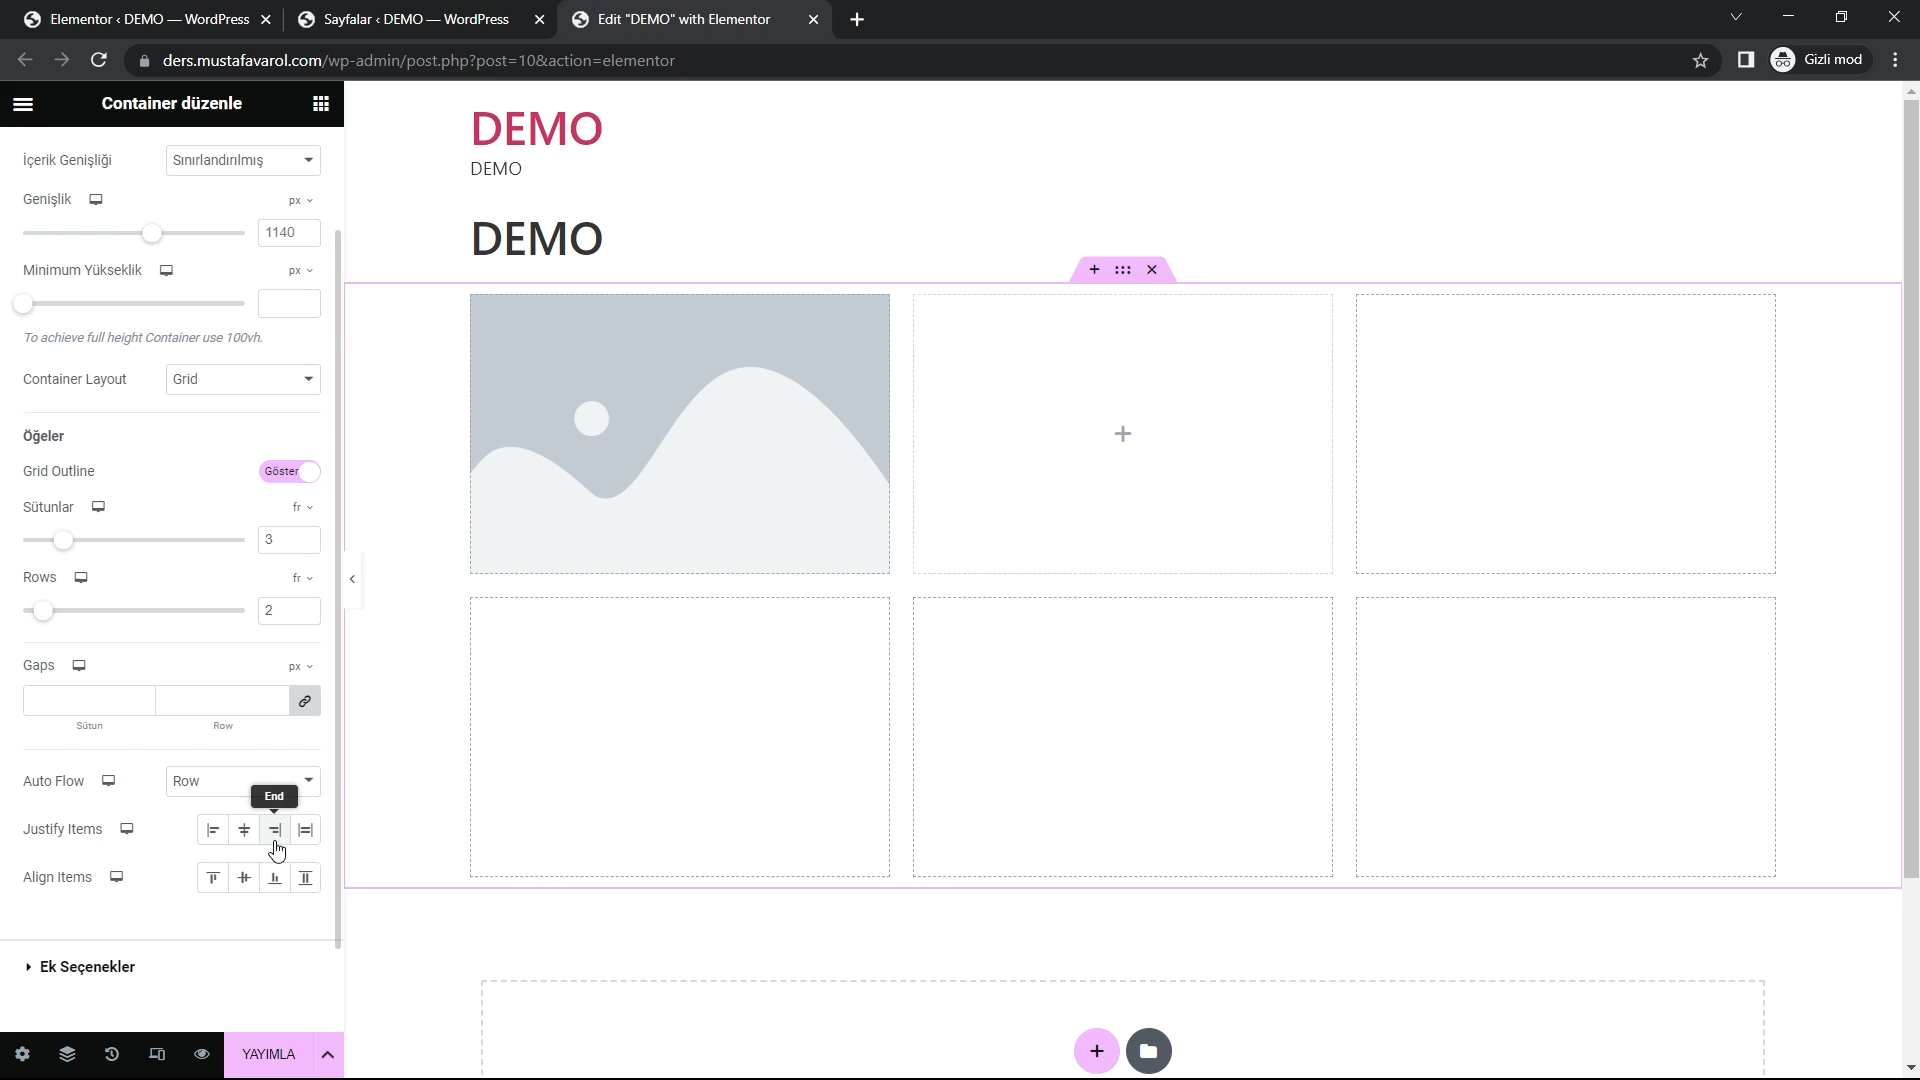 Elementor ‹ DEMO — WordPress
Sayfalar ‹ DEMO — WordPress
Edit "DEMO" with Elementor
ders.mustafavarol.com/wp-admin/post.php?post=10&action=elementor
Gizli mod
Container düzenle
İçerik Genişliği
Sınırlandırılmış
Genişlik
px
1140
Minimum Yükseklik
px
To achieve full height Container use 100vh.
Container Layout
Grid
Öğeler
Grid Outline
Göster
Sütunlar
fr
3
Rows
fr
2
Gaps
px
Sütun
Row
Auto Flow
Row
End
Justify Items
Align Items
Ek Seçenekler
YAYIMLA
DEMO
DEMO
DEMO